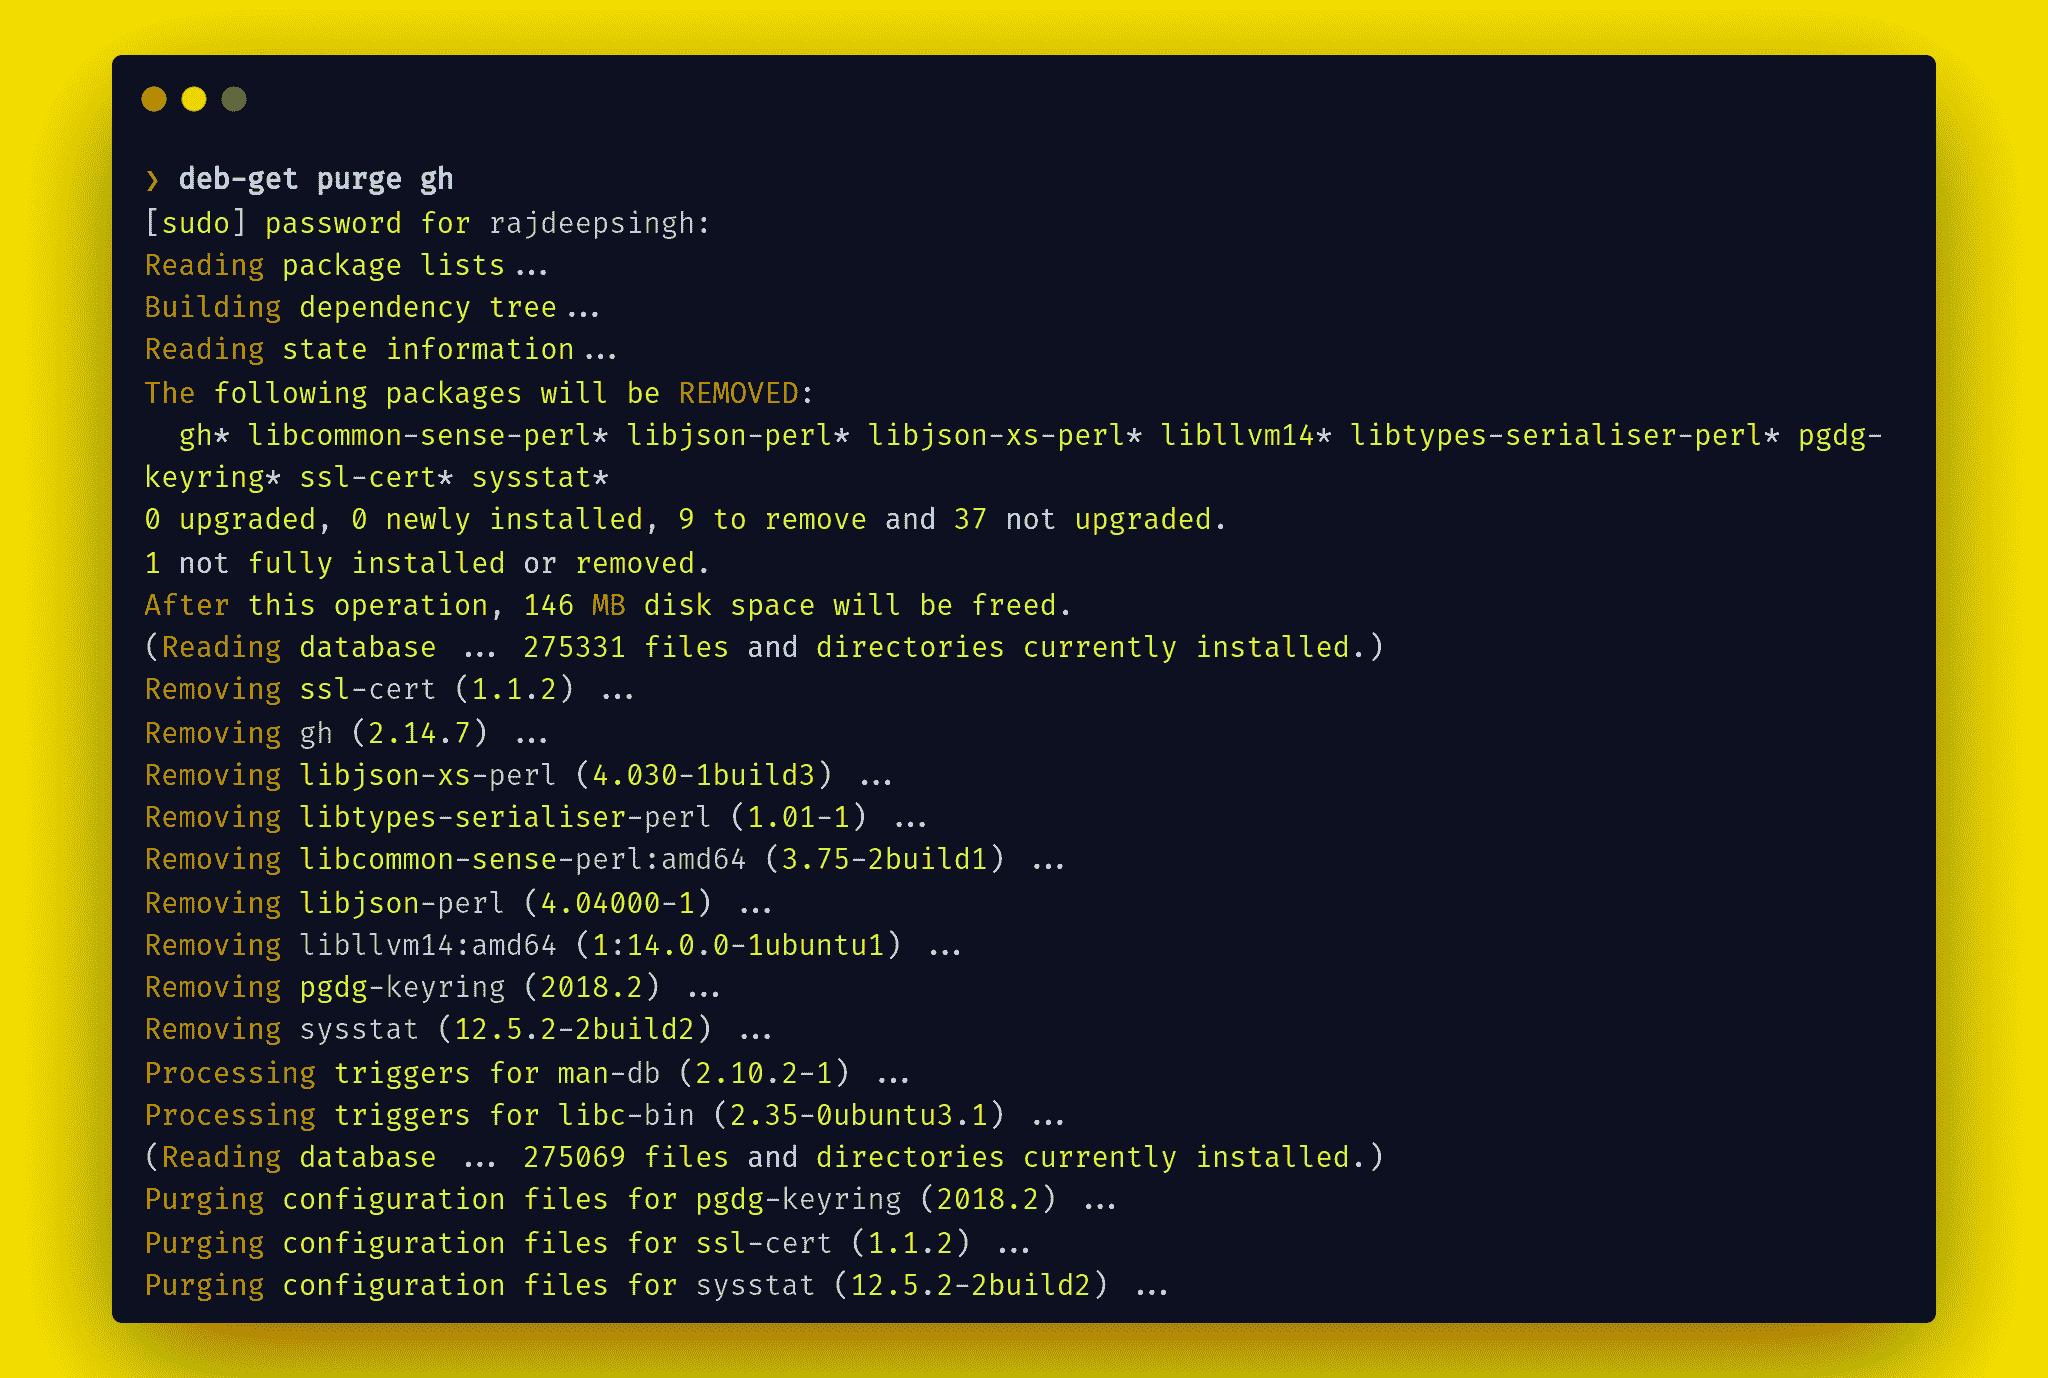 ❯ deb-get purge gh
[sudo] password for rajdeepsingh:
Reading package lists...
Building dependency tree...
Reading state information...
The following packages will be REMOVED:
  gh* libcommon-sense-perl* libjson-perl* libjson-xs-perl* libllvm14* libtypes-serialiser-perl* pgdg-
keyring* ssl-cert* sysstat*
0 upgraded, 0 newly installed, 9 to remove and 37 not upgraded.
1 not fully installed or removed.
After this operation, 146 MB disk space will be freed.
(Reading database ... 275331 files and directories currently installed.)
Removing ssl-cert (1.1.2) ...
Removing gh (2.14.7) ...
Removing libjson-xs-perl (4.030-1build3) ...
Removing libtypes-serialiser-perl (1.01-1) ...
Removing libcommon-sense-perl:amd64 (3.75-2build1) ...
Removing libjson-perl (4.04000-1) ...
Removing libllvm14:amd64 (1:14.0.0-1ubuntu1) ...
Removing pgdg-keyring (2018.2) ...
Removing sysstat (12.5.2-2build2) ...
Processing triggers for man-db (2.10.2-1) ...
Processing triggers for libc-bin (2.35-0ubuntu3.1) ...
(Reading database ... 275069 files and directories currently installed.)
Purging configuration files for pgdg-keyring (2018.2) ...
Purging configuration files for ssl-cert (1.1.2) ...
Purging configuration files for sysstat (12.5.2-2build2) ...